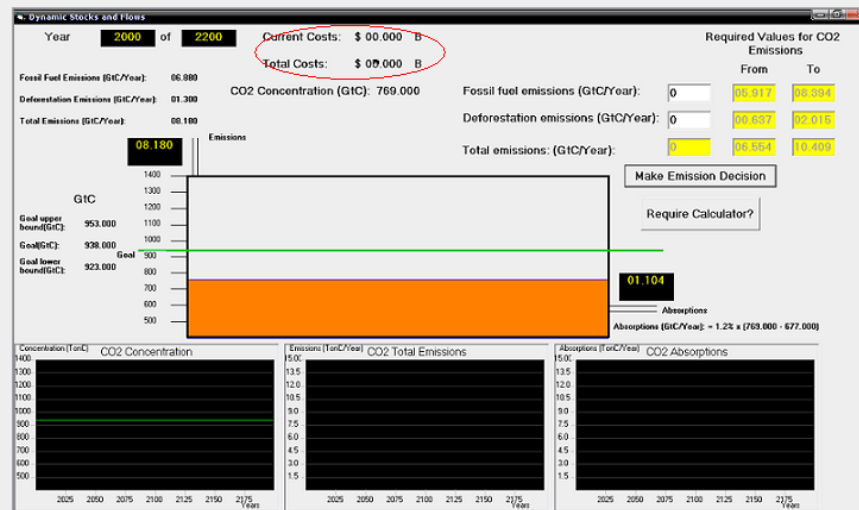 Dynamic Stocks and Flows
Year 2000 of 2200
Current Costs: $ 00.000 B
Total Costs: $ 00.000 B
CO2 Concentration (GtC): 769.000
Fossil Fuel Emissions (GtC/Year): 06.880
Deforestation Emissions (GtC/Year): 01.300
Total Emissions (GtC/Year): 08.180
Required Values for CO2
Emissions
From To
Fossil fuel emissions (GtC/Year): 0 05.917 08.394
Deforestation emissions (GtC/Year): 0 00.637 02.015
Total emissions: (GtC/Year): 0 06.554 10.409
Make Emission Decision
Require Calculator?
08.180
Emissions
1400
1300
1200
1100
1000
900
800
700
600
500
GtC
Goal upper
bound(GtC): 953.000
Goal(GtC): 938.000
Goal lower
bound(GtC): 923.000
Goal
01.104
Absorptions
Absorptions (GtC/Year): = 1.2% x (769.000 - 677.000)
Concentration (TonC)
CO2 Concentration
1400
1300
1200
1100
1000
900
800
700
600
500
2025 2050 2075 2100 2125 2150 2175
Years
Emissions (TonC/Year)
CO2 Total Emissions
15.0
13.5
12.0
10.5
9.0
7.5
6.0
4.5
3.0
1.5
2025 2050 2075 2100 2125 2150 2175
Years
Absorptions (TonC/Year)
CO2 Absorptions
15.0
13.5
12.0
10.5
9.0
7.5
6.0
4.5
3.0
1.5
2025 2050 2075 2100 2125 2150 2175
Years